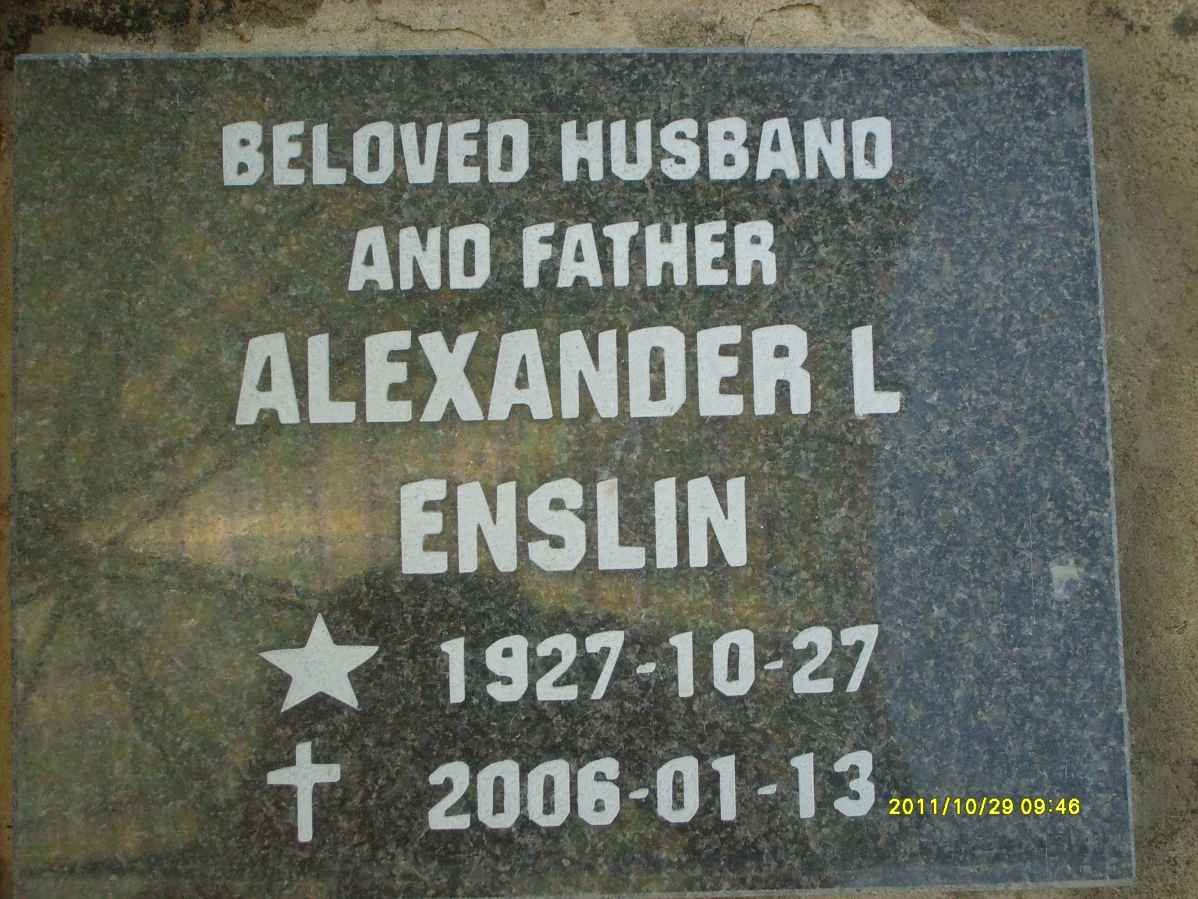 BELOVED HUSBAND
AND FATHER
ALEXANDER L
ENSLIN
1927-10-27
2006-01-13
2011/10/29 09:46